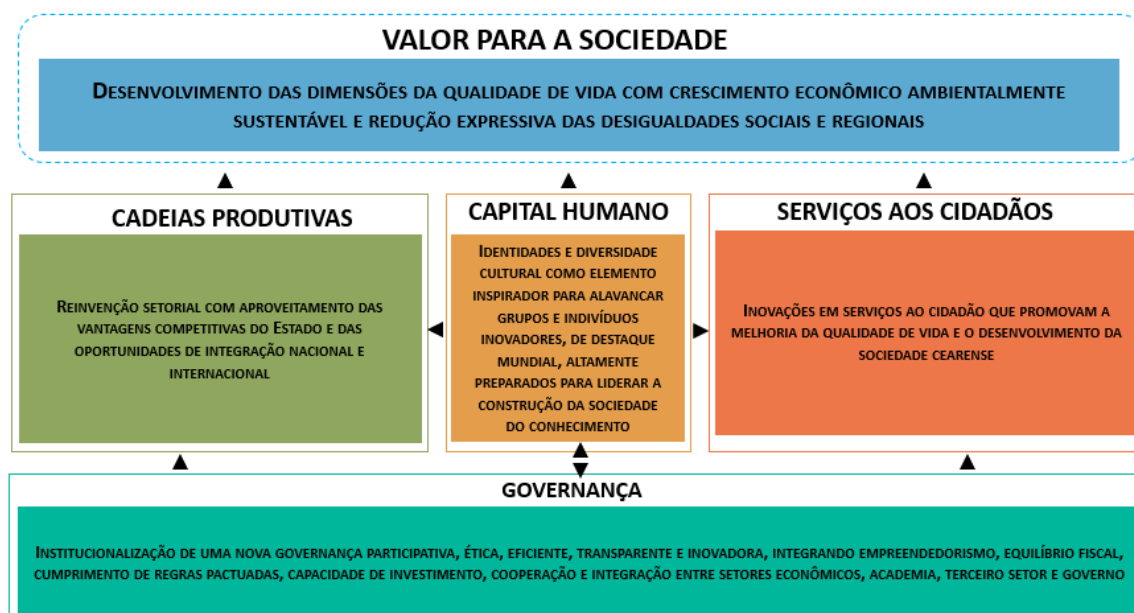 VALOR PARA A SOCIEDADE
DESENVOLVIMENTO DAS DIMENSÕES DA QUALIDADE DE VIDA COM CRESCIMENTO ECONÔMICO AMBIENTALMENTE
SUSTENTÁVEL E REDUÇÃO EXPRESSIVA DAS DESIGUALDADES SOCIAIS E REGIONAIS
CADEIAS PRODUTIVAS
REINVENÇÃO SETORIAL COM APROVEITAMENTO DAS
VANTAGENS COMPETITIVAS DO ESTADO E DAS
OPORTUNIDADES DE INTEGRAÇÃO NACIONAL E
INTERNACIONAL
CAPITAL HUMANO
IDENTIDADES E DIVERSIDADE
CULTURAL COMO ELEMENTO
INSPIRADOR PARA ALAVANCAR
GRUPOS E INDIVÍDUOS
INOVADORES, DE DESTAQUE
MUNDIAL, ALTAMENTE
PREPARADOS PARA LIDERAR A
CONSTRUÇÃO DA SOCIEDADE
DO CONHECIMENTO
SERVIÇOS AOS CIDADÃOS
INOVAÇÕES EM SERVIÇOS AO CIDADÃO QUE PROMOVAM A
MELHORIA DA QUALIDADE DE VIDA E O DESENVOLVIMENTO DA
SOCIEDADE CEARENSE
GOVERNANÇA
INSTITUCIONALIZAÇÃO DE UMA NOVA GOVERNANÇA PARTICIPATIVA, ÉTICA, EFICIENTE, TRANSPARENTE E INOVADORA, INTEGRANDO EMPREENDEDORISMO, EQUILÍBRIO FISCAL,
CUMPRIMENTO DE REGRAS PACTUADAS, CAPACIDADE DE INVESTIMENTO, COOPERAÇÃO E INTEGRAÇÃO ENTRE SETORES ECONÔMICOS, ACADEMIA, TERCEIRO SETOR E GOVERNO